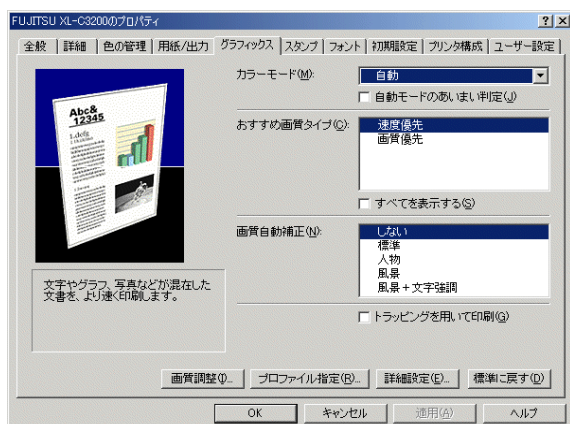 FUJITSU XL-C3200のプロパティ
全般 詳細 色の管理 用紙/出力 グラフィックス スタンプ フォント 初期設定 プリンタ構成 ユーザー設定
Abc&
12345
1.defg
カラーモード(M): 自動
自動モードのあいまい判定(J)
おすすめ画質タイプ(C): 速度優先
画質優先
すべてを表示する(S)
画質自動補正(N): しない
標準
人物
風景
風景+文字強調
文字やグラフ、写真などが混在した
文書を、より速く印刷します。
トラッピングを用いて印刷(G)
画質調整(I)... プロファイル指定(R)... 詳細設定(E)... 標準に戻す(D)
OK キャンセル 適用(A) ヘルプ